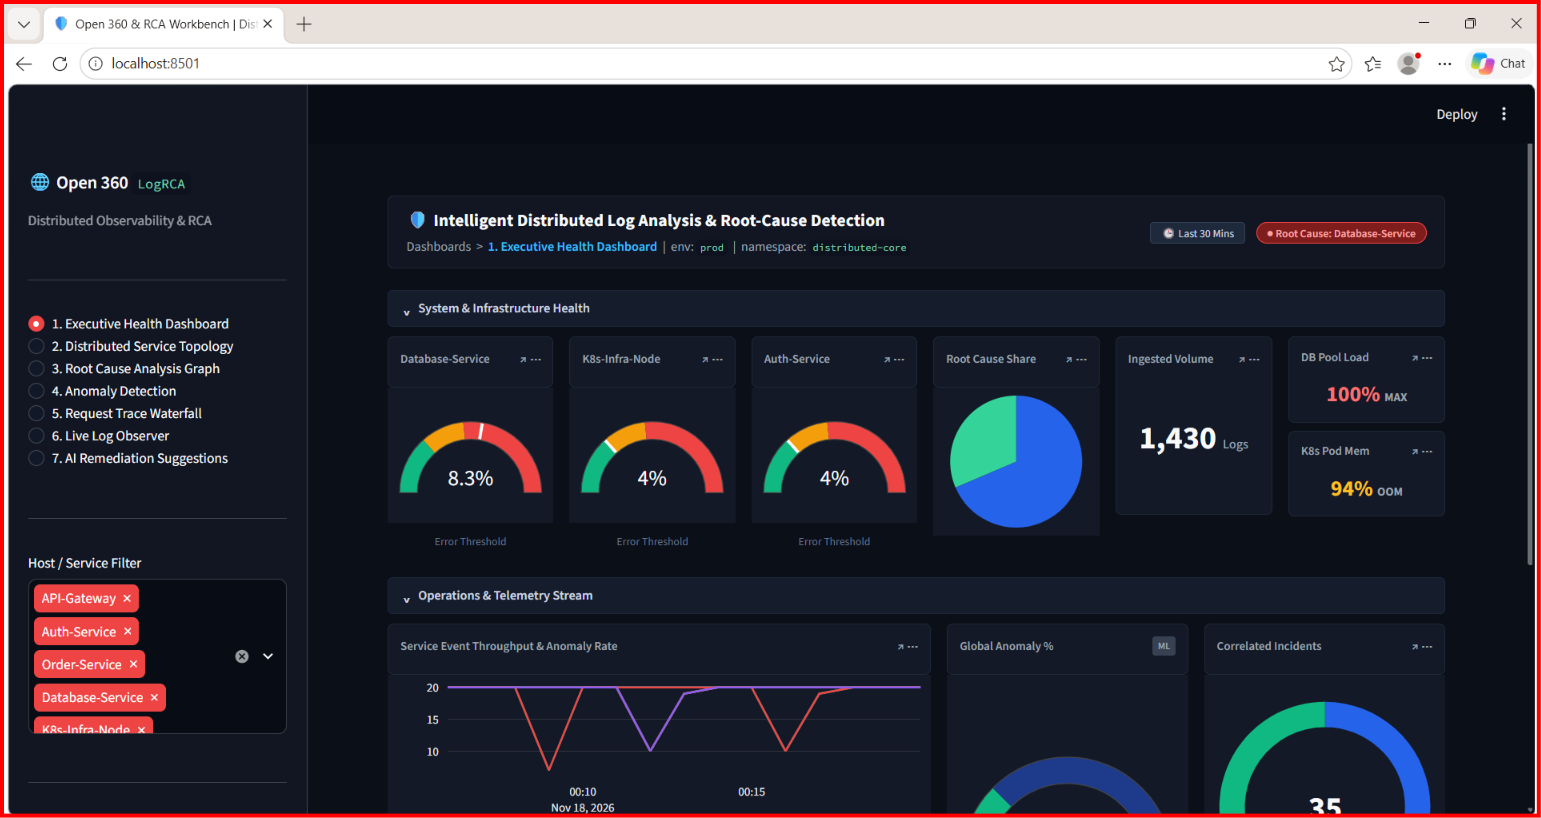 Open 360 & RCA Workbench | Dis
localhost:8501
Chat
Deploy
Open 360 LogRCA
Distributed Observability & RCA
1. Executive Health Dashboard
2. Distributed Service Topology
3. Root Cause Analysis Graph
4. Anomaly Detection
5. Request Trace Waterfall
6. Live Log Observer
7. AI Remediation Suggestions
Host / Service Filter
API-Gateway ×
Auth-Service ×
Order-Service ×
Database-Service ×
K8s-Infra-Node ×
Intelligent Distributed Log Analysis & Root-Cause Detection
Dashboards > 1. Executive Health Dashboard | env: prod | namespace: distributed-core
Last 30 Mins
Root Cause: Database-Service
System & Infrastructure Health
Database-Service
8.3%
Error Threshold
K8s-Infra-Node
4%
Error Threshold
Auth-Service
4%
Error Threshold
Root Cause Share
Ingested Volume
1,430 Logs
DB Pool Load
100% MAX
K8s Pod Mem
94% OOM
Operations & Telemetry Stream
Service Event Throughput & Anomaly Rate
20
15
10
00:10
00:15
Nov 18, 2026
Global Anomaly %
ML
Correlated Incidents
35